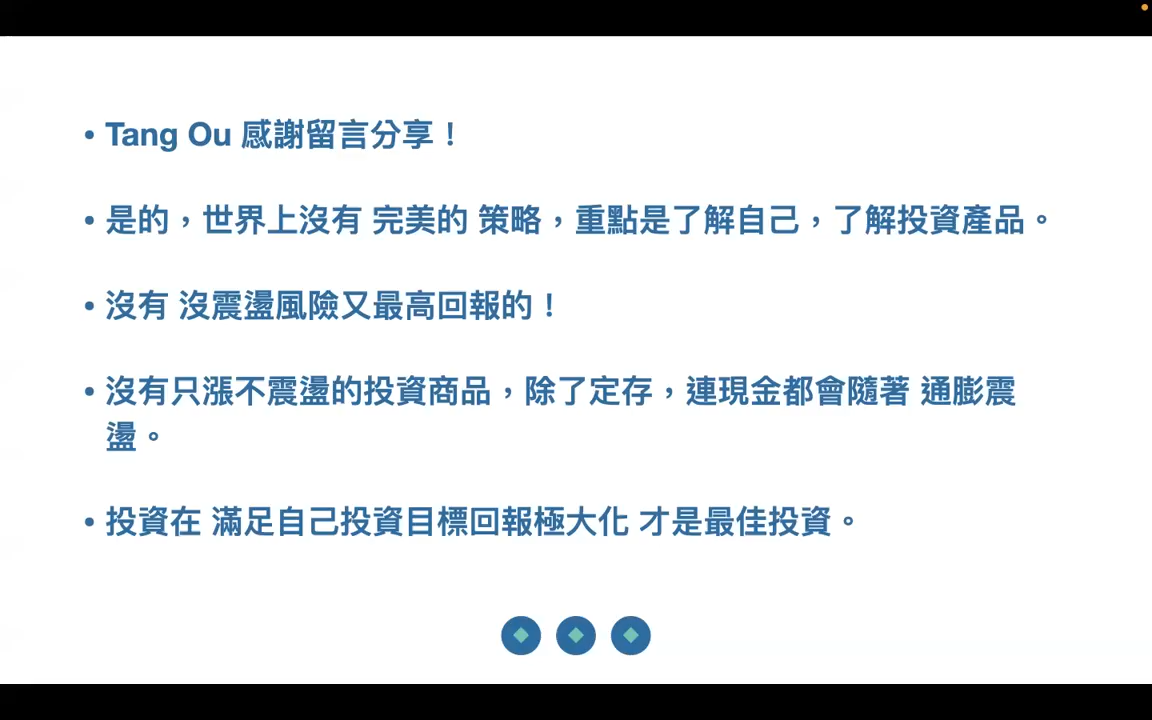 • Tang Ou 感謝留言分享！
• 是的，世界上沒有 完美的 策略，重點是了解自己，了解投資產品。
• 沒有 沒震盪風險又最高回報的！
• 沒有只漲不震盪的投資商品，除了定存，連現金都會隨著 通膨震
盪。
• 投資在 滿足自己投資目標回報極大化 才是最佳投資。